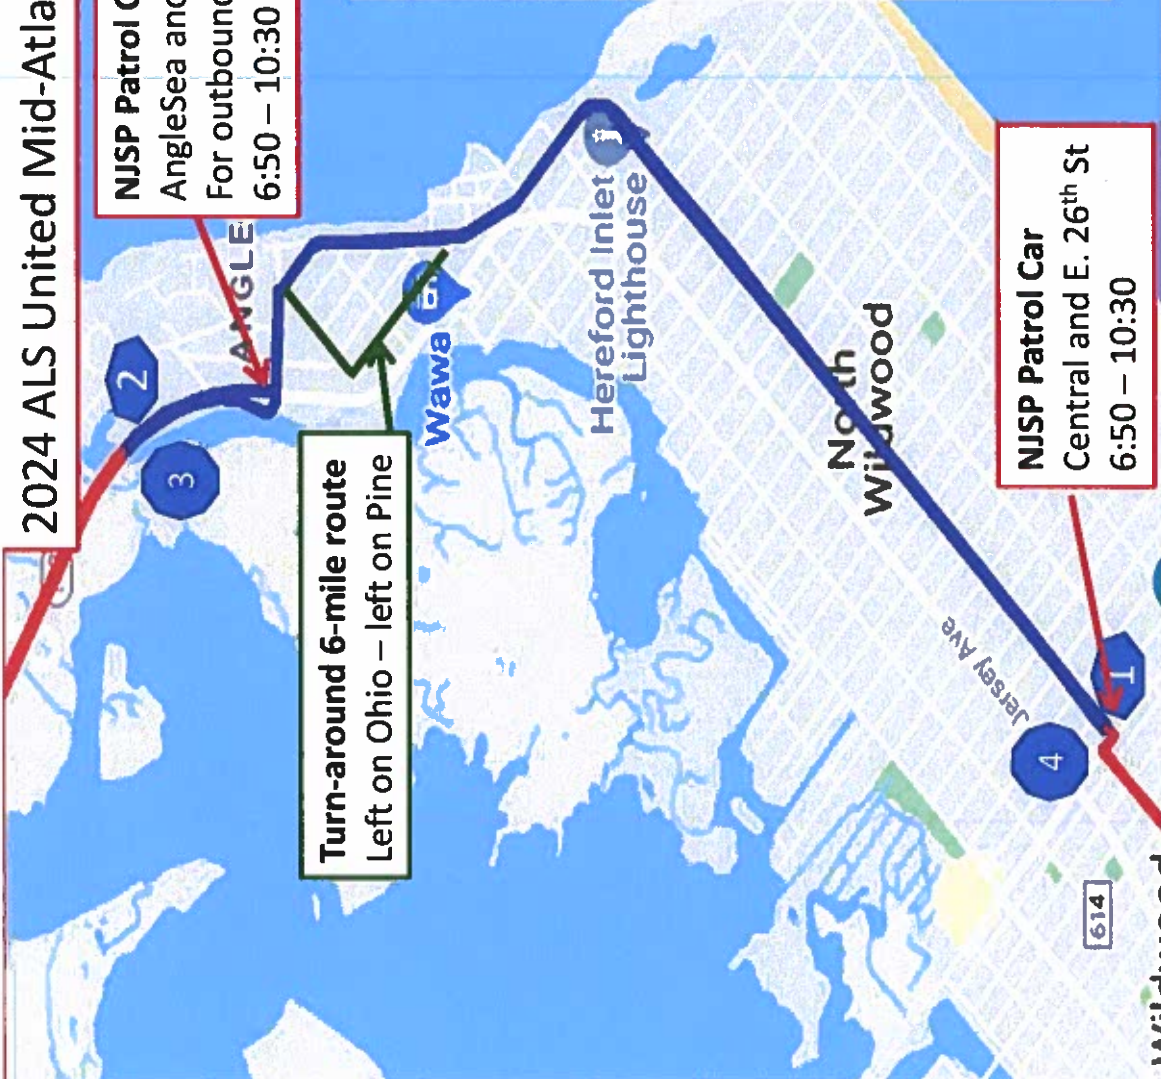 2024 ALS United Mid-Atla
NJSP Patrol C
AngleSea and
For outbound
6:50 – 10:30
2
3
Turn-around 6-mile route
Left on Ohio – left on Pine
Wawa
Hereford Inlet
Lighthouse
North
Wildwood
NJSP Patrol Car
Central and E. 26th St
6:50 – 10:30
Jersey Ave
1
4
614
Wildwood